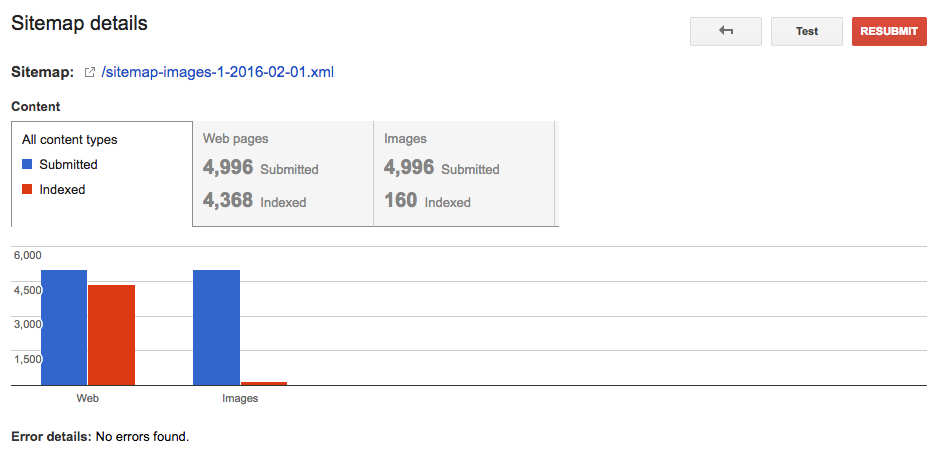 Sitemap details
Test
RESUBMIT
Sitemap: /sitemap-images-1-2016-02-01.xml
Content
All content types
Submitted
Indexed
Web pages
4,996 Submitted
4,368 Indexed
Images
4,996 Submitted
160 Indexed
6,000
4,500
3,000
1,500
Web
Images
Error details: No errors found.